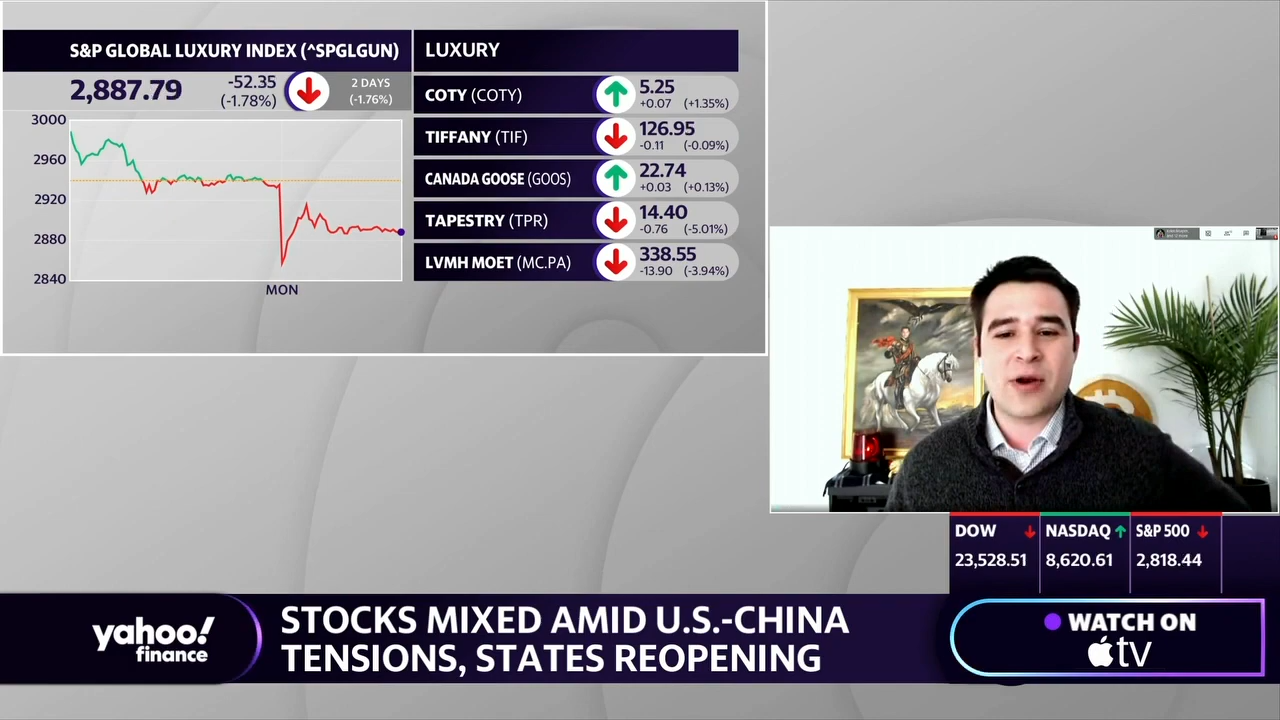 S&P GLOBAL LUXURY INDEX (^SPGLGUN)
2,887.79
-52.35
(-1.78%)
2 DAYS
(-1.76%)
3000
2960
2920
2880
2840
MON
LUXURY
COTY (COTY)
5.25
+0.07 (+1.35%)
TIFFANY (TIF)
126.95
-0.11 (-0.09%)
CANADA GOOSE (GOOS)
22.74
+0.03 (+0.13%)
TAPESTRY (TPR)
14.40
-0.76 (-5.01%)
LVMH MOET (MC.PA)
338.55
-13.90 (-3.94%)
DOW
23,528.51
NASDAQ
8,620.61
S&P 500
2,818.44
yahoo!
finance
STOCKS MIXED AMID U.S.-CHINA
TENSIONS, STATES REOPENING
WATCH ON
tv